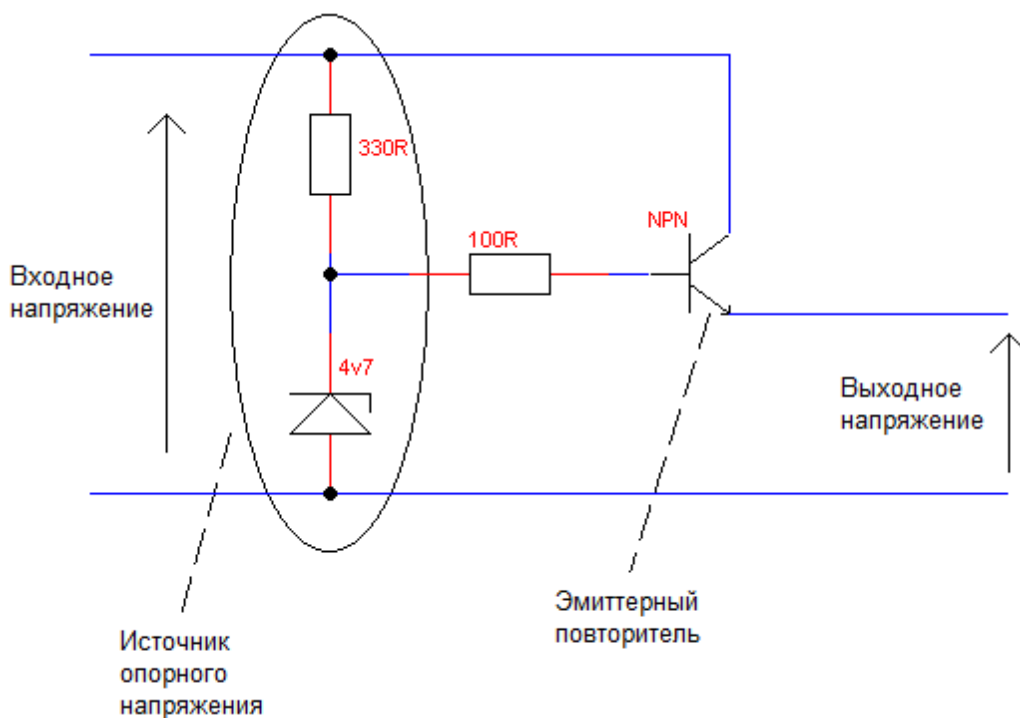 330R
NPN
100R
Входное
напряжение
4v7
Выходное
напряжение
Эмиттерный
повторитель
Источник
опорного
напряжения